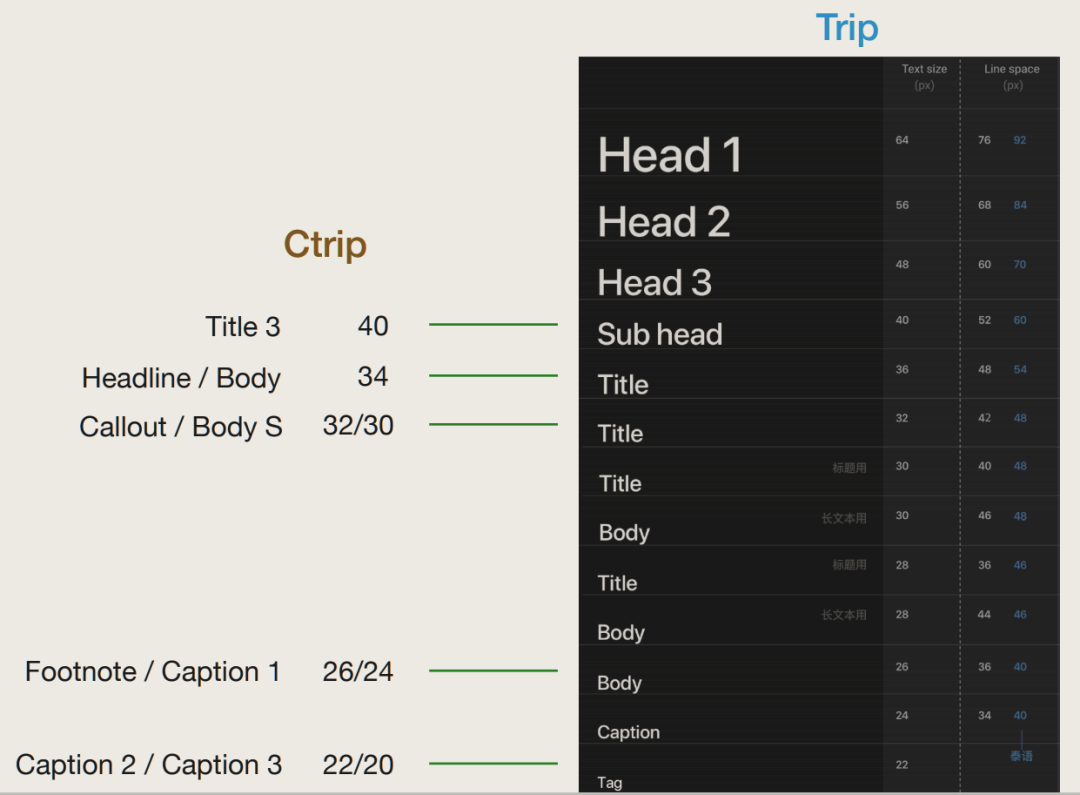 Trip
Text size Line space
(px) (px)
Head 1 64 76 92
Head 2 56 68 84
Ctrip
Head 3 48 60 70
Title 3 40 Sub head 40 52 60
Headline / Body 34 Title 36 48 54
Callout / Body S 32/30 Title 32 42 48
Title 标题用 30 40 48
Body 长文本用 30 46 48
Title 标题用 28 36 46
Body 长文本用 28 44 46
Footnote / Caption 1 26/24 Body 26 36 40
Caption 24 34 40
泰语
Caption 2 / Caption 3 22/20 Tag 22